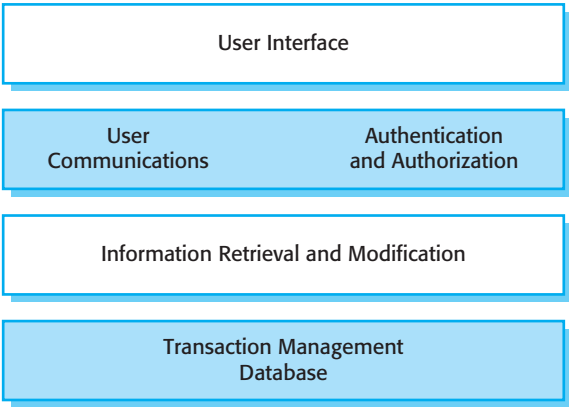 User Interface
User
Communications
Authentication
and Authorization
Information Retrieval and Modification
Transaction Management
Database